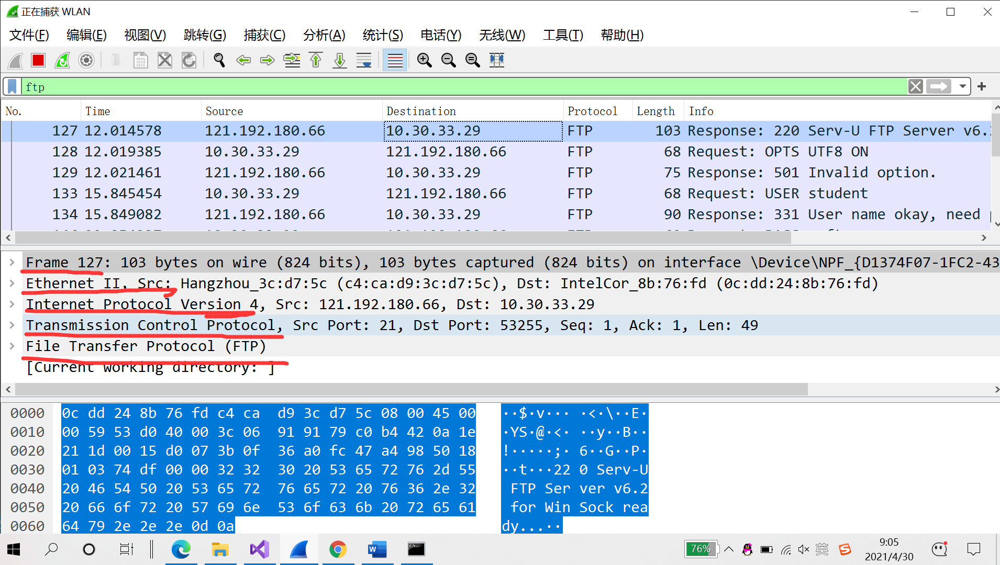 正在捕获 WLAN
文件(F) 编辑(E) 视图(V) 跳转(G) 捕获(C) 分析(A) 统计(S) 电话(Y) 无线(W) 工具(T) 帮助(H)
ftp
No. Time Source Destination Protocol Length Info
127 12.014578 121.192.180.66 10.30.33.29 FTP 103 Response: 220 Serv-U FTP Server v6.
128 12.019385 10.30.33.29 121.192.180.66 FTP 68 Request: OPTS UTF8 ON
129 12.021461 121.192.180.66 10.30.33.29 FTP 75 Response: 501 Invalid option.
133 15.845454 10.30.33.29 121.192.180.66 FTP 68 Request: USER student
134 15.849082 121.192.180.66 10.30.33.29 FTP 90 Response: 331 User name okay, need
Frame 127: 103 bytes on wire (824 bits), 103 bytes captured (824 bits) on interface \Device\NPF_{D1374F07-1FC2-43
Ethernet II, Src: Hangzhou_3c:d7:5c (c4:ca:d9:3c:d7:5c), Dst: IntelCor_8b:76:fd (0c:dd:24:8b:76:fd)
Internet Protocol Version 4, Src: 121.192.180.66, Dst: 10.30.33.29
Transmission Control Protocol, Src Port: 21, Dst Port: 53255, Seq: 1, Ack: 1, Len: 49
File Transfer Protocol (FTP)
[Current working directory: ]
0000 0c dd 24 8b 76 fd c4 ca d9 3c d7 5c 08 00 45 00 ··$·v··· ·<·\··E·
0010 00 59 53 d0 40 00 3c 06 91 91 79 c0 b4 42 0a 1e ·YS·@·<· ··y··B··
0020 21 1d 00 15 d0 07 3b 0f 36 a0 fc 47 a4 98 50 18 !·····;· 6··G··P·
0030 01 03 74 df 00 00 32 32 30 20 53 65 72 76 2d 55 ··t···22 0 Serv-U
0040 20 46 54 50 20 53 65 72 76 65 72 20 76 36 2e 32 FTP Ser ver v6.2
0050 20 66 6f 72 20 57 69 6e 53 6f 63 6b 20 72 65 61 for Win Sock rea
0060 64 79 2e 2e 2e 0d 0a dy...··
76% 英 9:05
2021/4/30